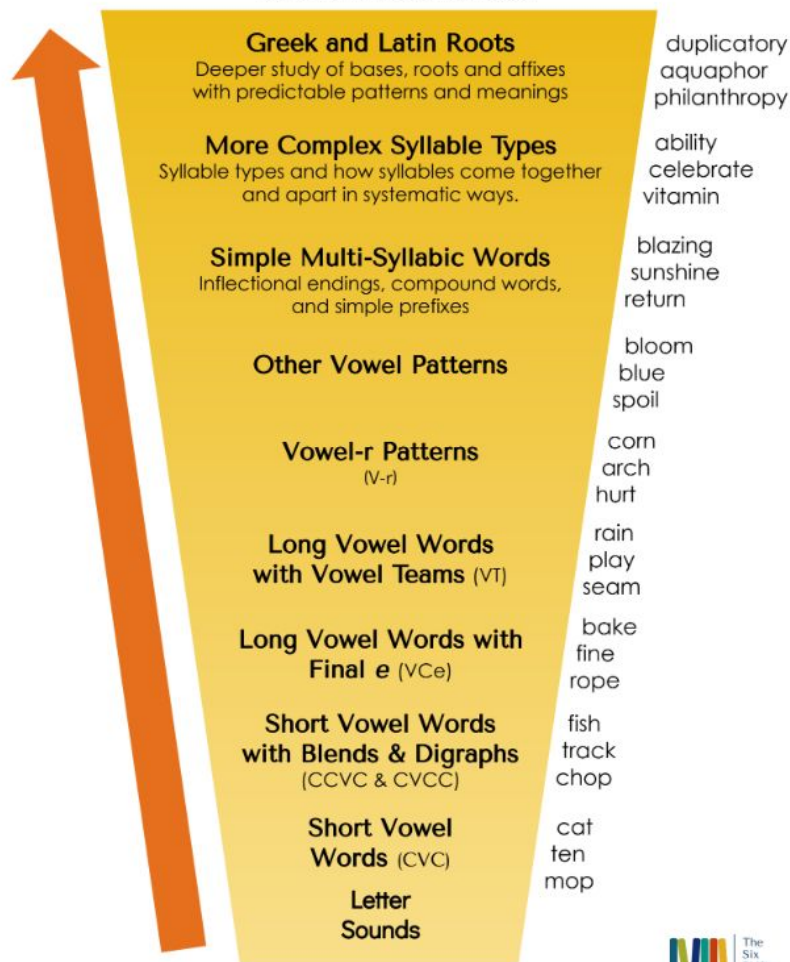 Greek and Latin Roots
Deeper study of bases, roots and affixes
with predictable patterns and meanings
duplicatory
aquaphor
philanthropy
More Complex Syllable Types
Syllable types and how syllables come together
and apart in systematic ways.
ability
celebrate
vitamin
Simple Multi-Syllabic Words
Inflectional endings, compound words,
and simple prefixes
blazing
sunshine
return
Other Vowel Patterns
bloom
blue
spoil
Vowel-r Patterns
(V-r)
corn
arch
hurt
Long Vowel Words
with Vowel Teams (VT)
rain
play
seam
Long Vowel Words with
Final e (VCe)
bake
fine
rope
Short Vowel Words
with Blends & Digraphs
(CCVC & CVCC)
fish
track
chop
Short Vowel
Words (CVC)
cat
ten
mop
Letter
Sounds
The
Six